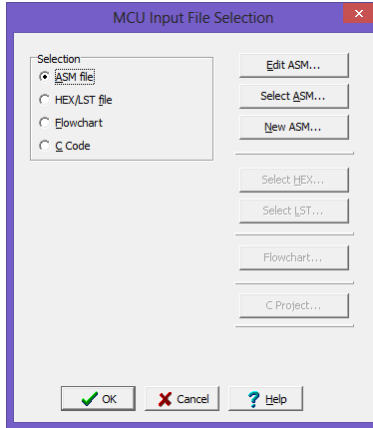 MCU Input File Selection
Selection
ASM file
HEX/LST file
Flowchart
C Code
Edit ASM...
Select ASM...
New ASM...
Select HEX...
Select LST...
Flowchart...
C Project...
OK
Cancel
Help